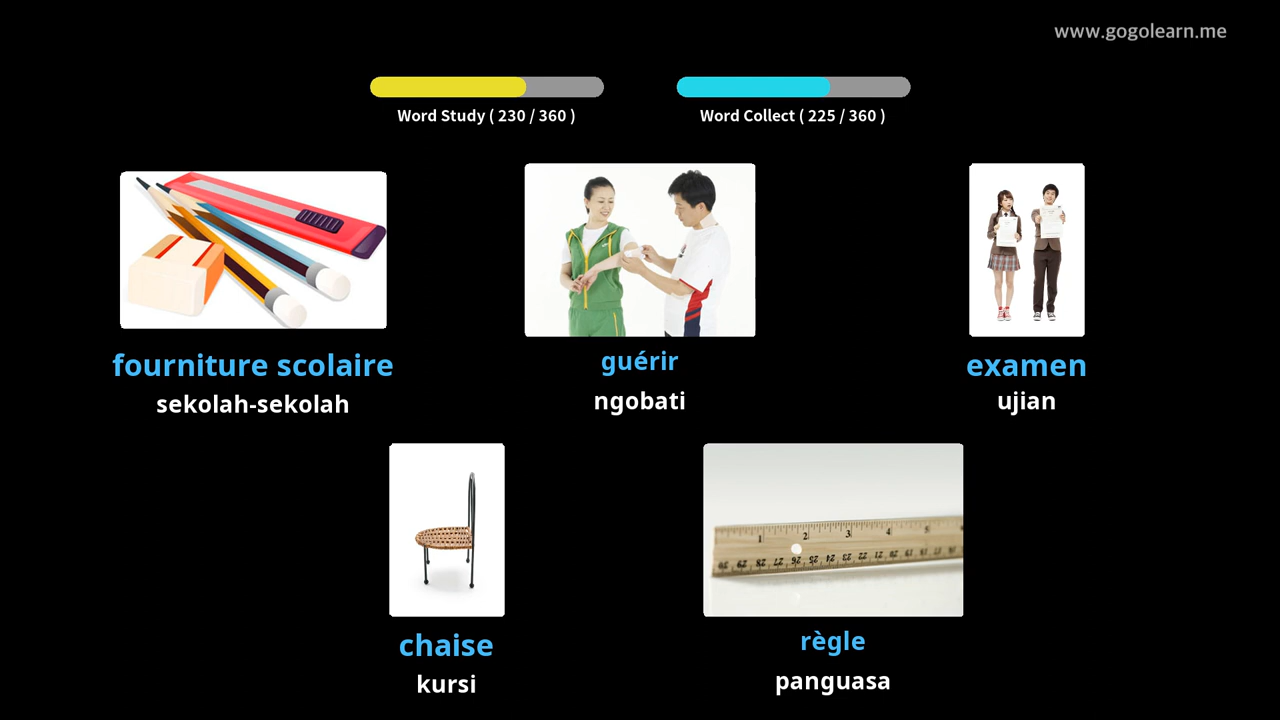 www.gogolearn.me
Word Study ( 230 / 360 )
Word Collect ( 225 / 360 )
fourniture scolaire
sekolah-sekolah
guérir
ngobati
examen
ujian
chaise
kursi
règle
panguasa